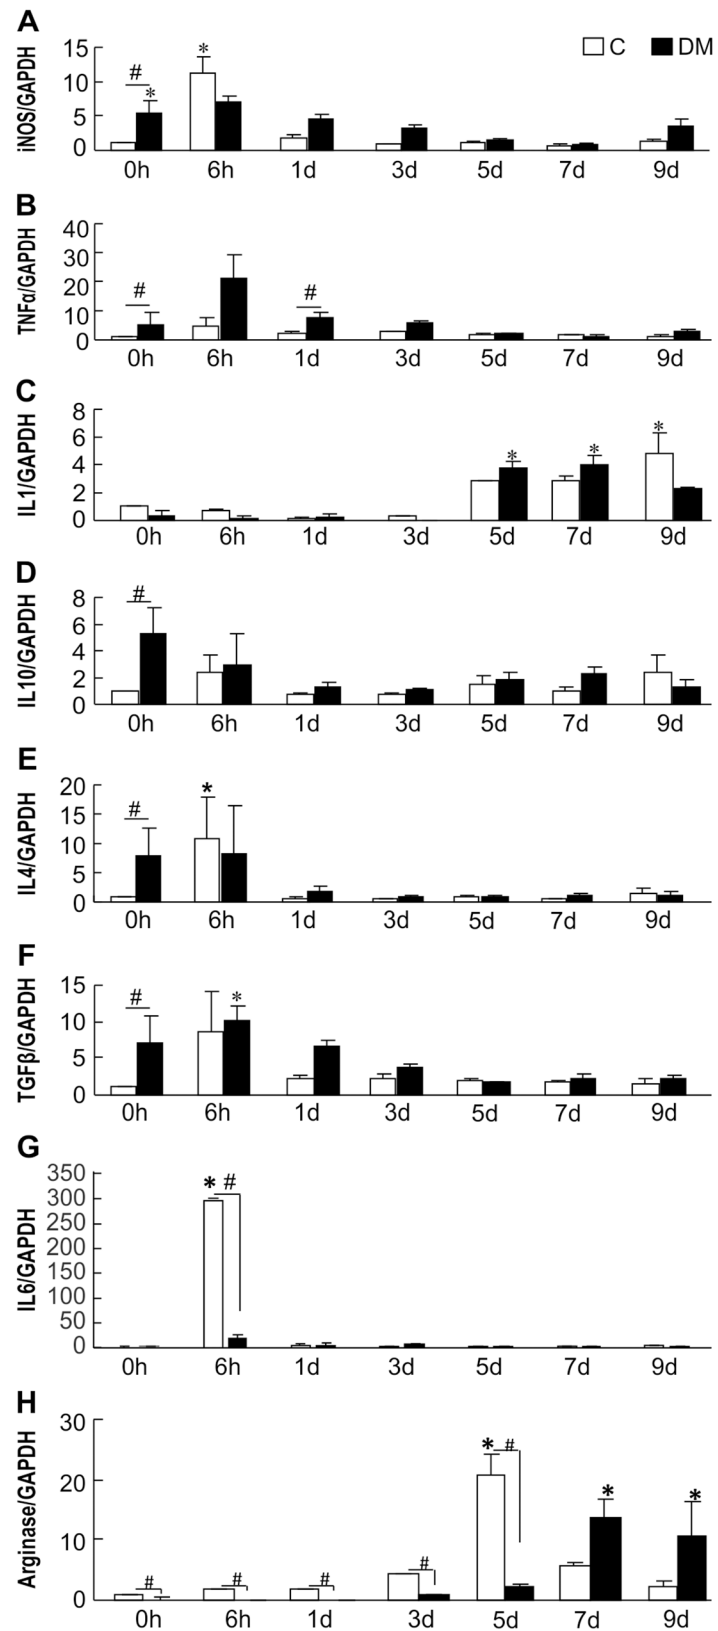 A
C DM
iNOS/GAPDH
15
10
5
0
#
*
*
0h 6h 1d 3d 5d 7d 9d
B
TNFα/GAPDH
40
30
20
10
0
#
#
0h 6h 1d 3d 5d 7d 9d
C
IL1/GAPDH
8
6
4
2
0
*
*
*
0h 6h 1d 3d 5d 7d 9d
D
IL10/GAPDH
8
6
4
2
0
#
0h 6h 1d 3d 5d 7d 9d
E
IL4/GAPDH
20
15
10
5
0
#
*
0h 6h 1d 3d 5d 7d 9d
F
TGFβ/GAPDH
15
10
5
0
#
*
0h 6h 1d 3d 5d 7d 9d
G
IL6/GAPDH
350
300
250
200
150
100
50
0
* #
0h 6h 1d 3d 5d 7d 9d
H
Arginase/GAPDH
30
20
10
0
#
#
#
#
* #
*
*
0h 6h 1d 3d 5d 7d 9d